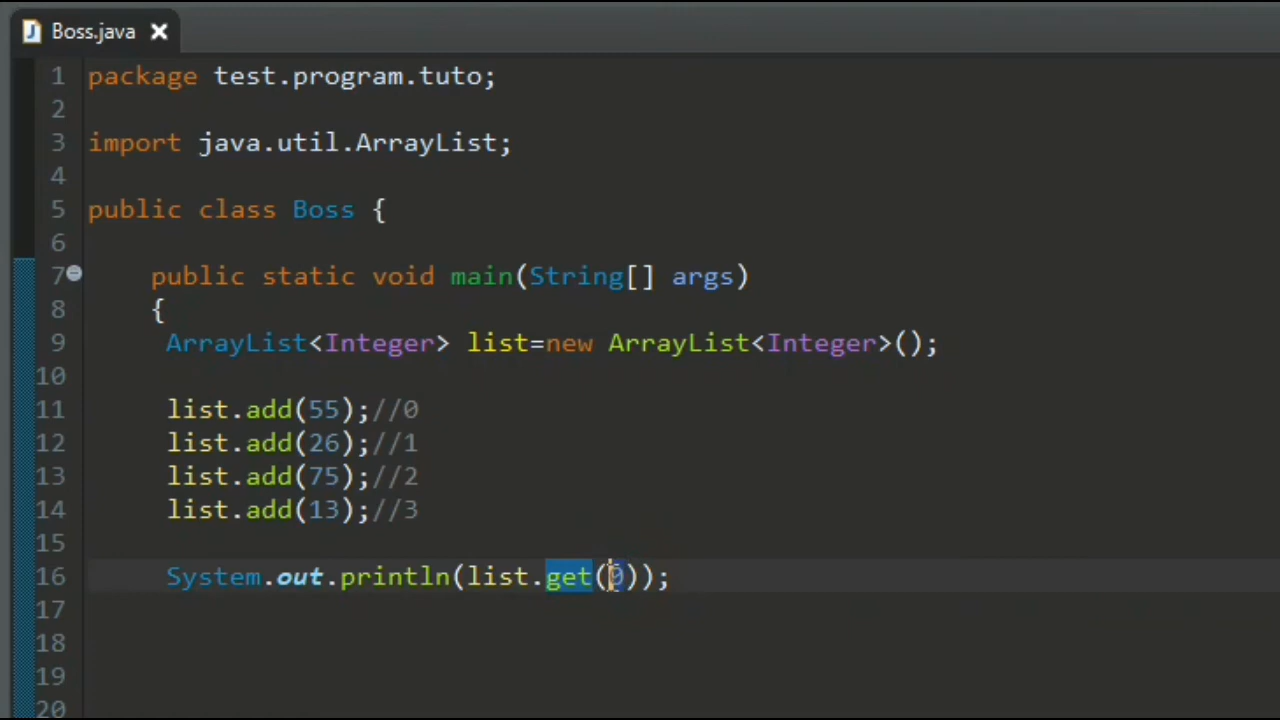 Boss.java
1 package test.program.tuto;
2
3 import java.util.ArrayList;
4
5 public class Boss {
6
7 public static void main(String[] args)
8 {
9 ArrayList<Integer> list=new ArrayList<Integer>();
10
11 list.add(55);//0
12 list.add(26);//1
13 list.add(75);//2
14 list.add(13);//3
15
16 System.out.println(list.get(0));
17
18
19
20